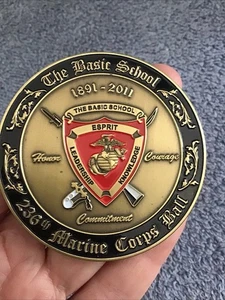 The Basic School
1891-2011
THE BASIC SCHOOL
ESPRIT
LEADERSHIP
KNOWLEDGE
Honor
Courage
Commitment
236th Marine Corps Ball